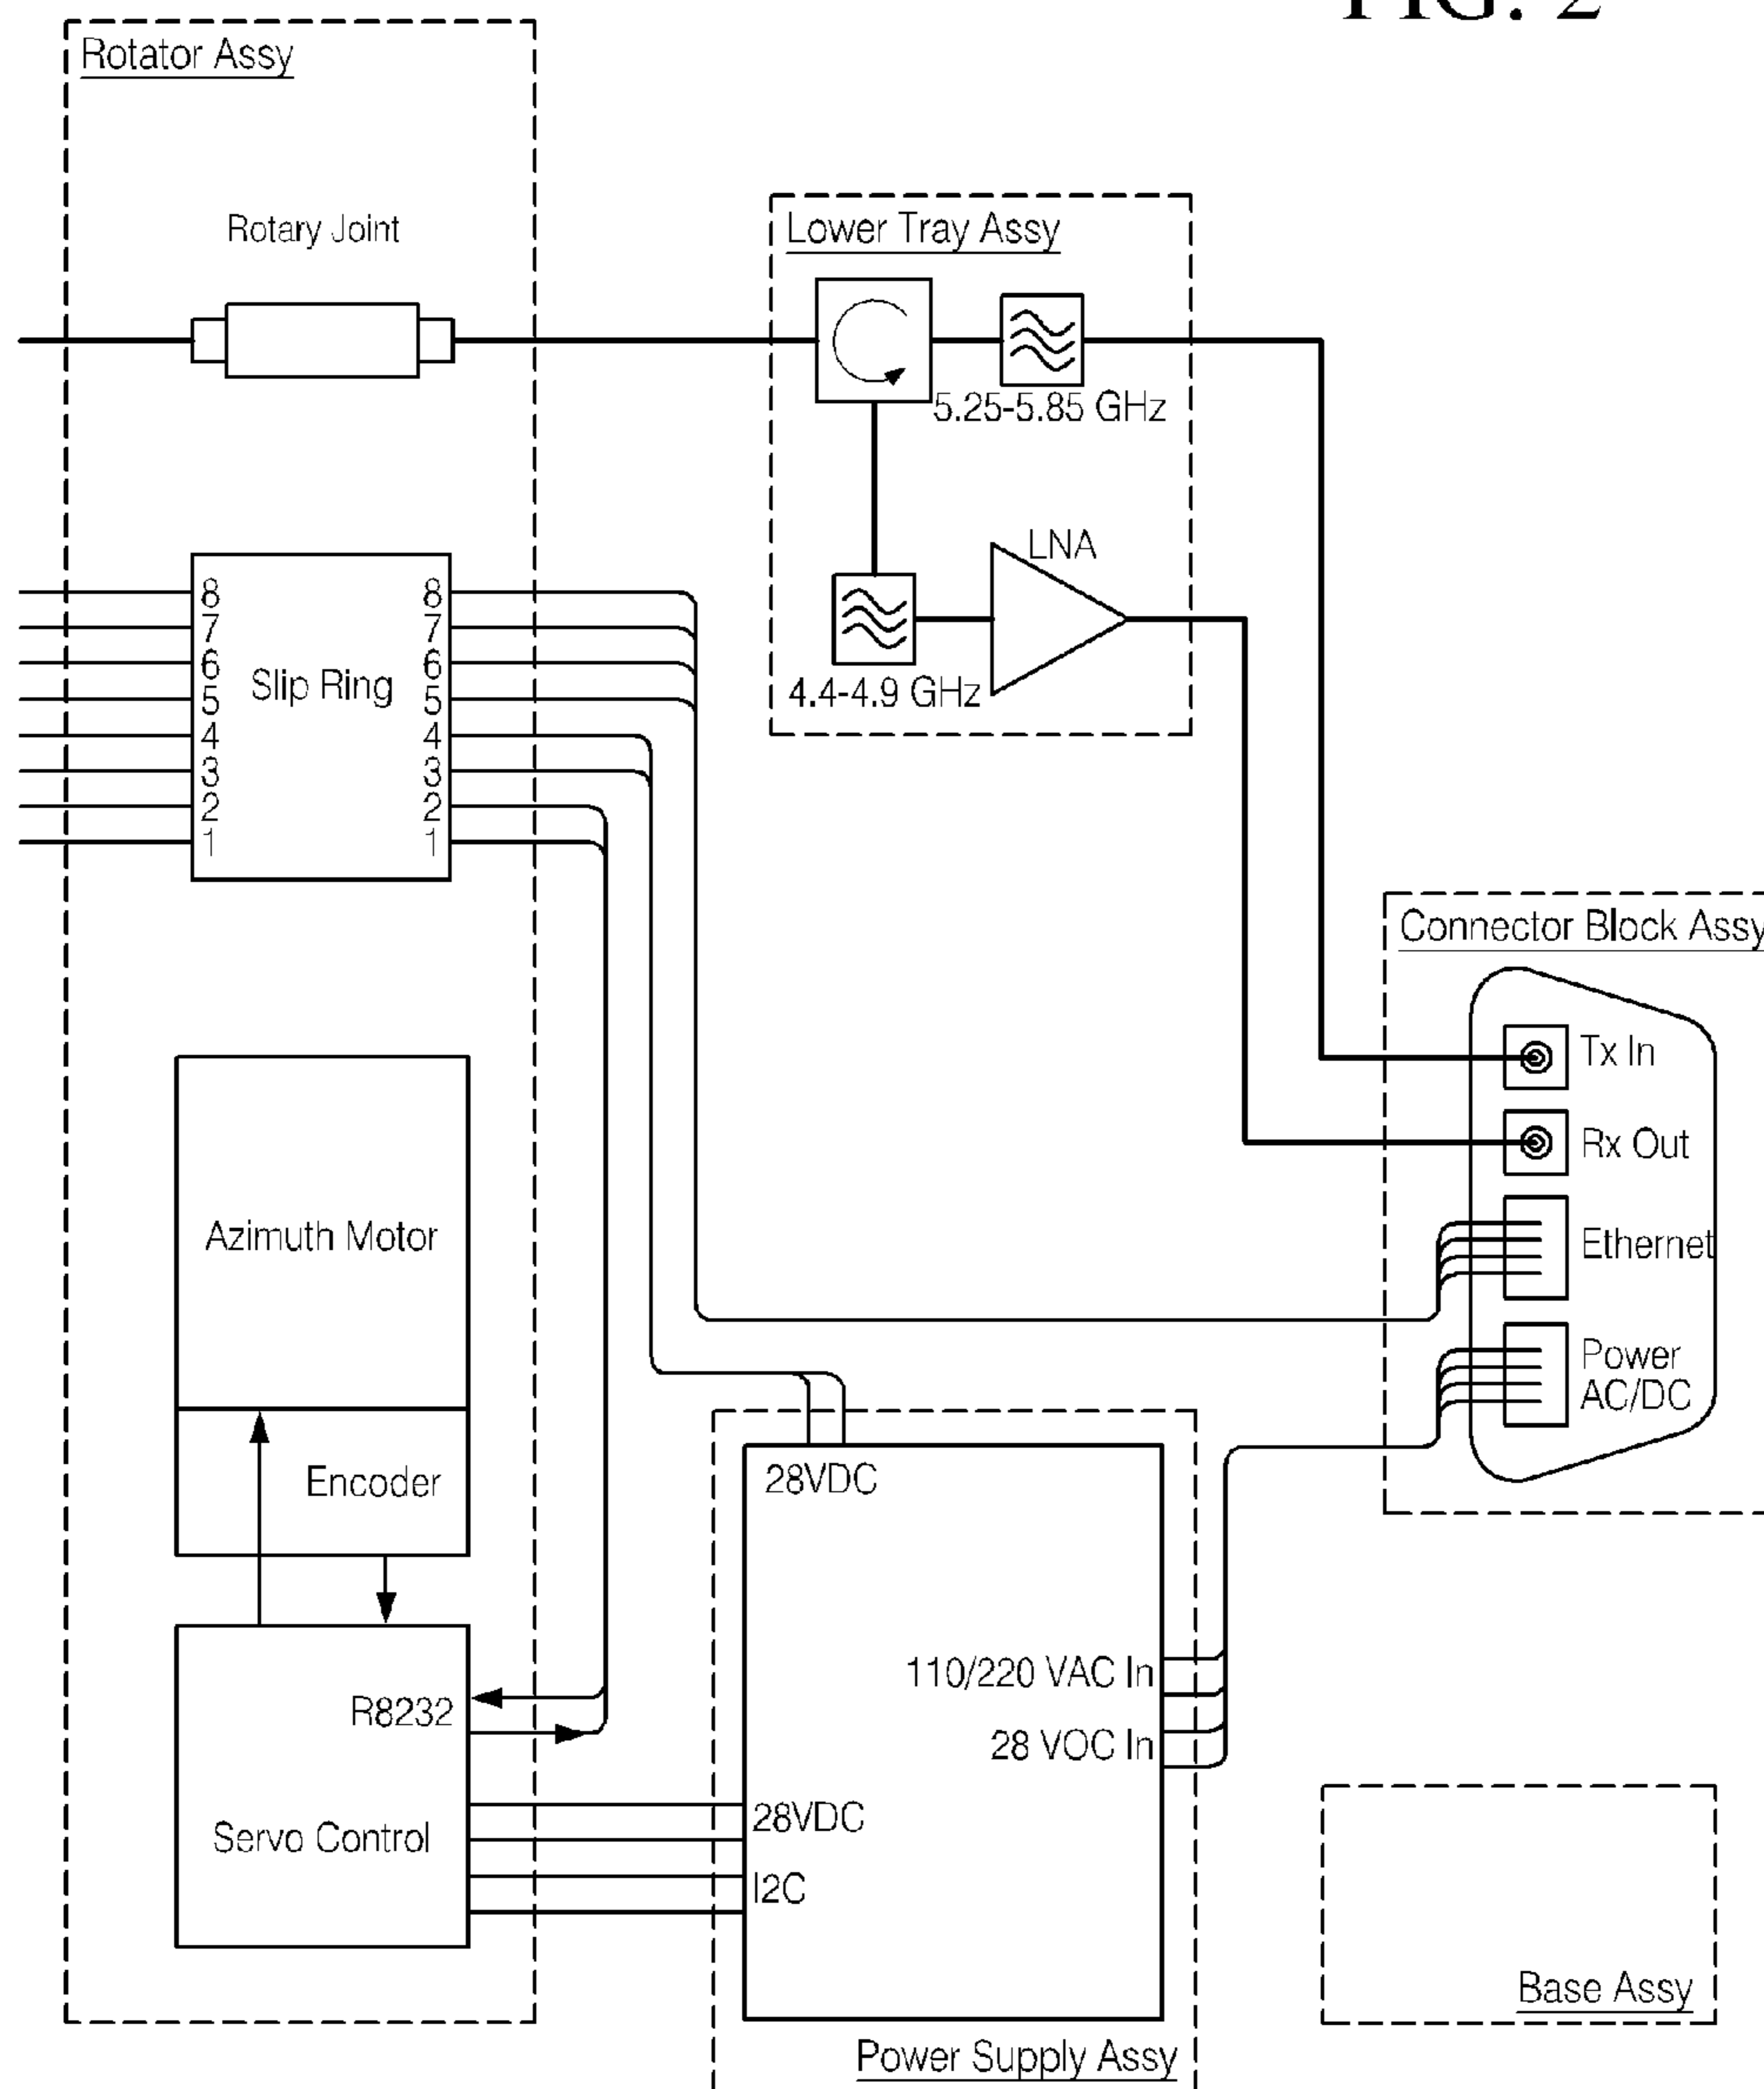 FIG. 2
Rotator Assy
Rotary Joint
Lower Tray Assy
5.25-5.85 GHz
LNA
4.4-4.9 GHz
8 8
7 7
6 6
5 5
Slip Ring
4 4
3 3
2 2
1 1
Connector Block Assy
Tx In
Rx Out
Ethernet
Power
AC/DC
Azimuth Motor
Encoder
28VDC
110/220 VAC In
R8232
28 VOC In
28VDC
Servo Control
I2C
Base Assy
Power Supply Assy